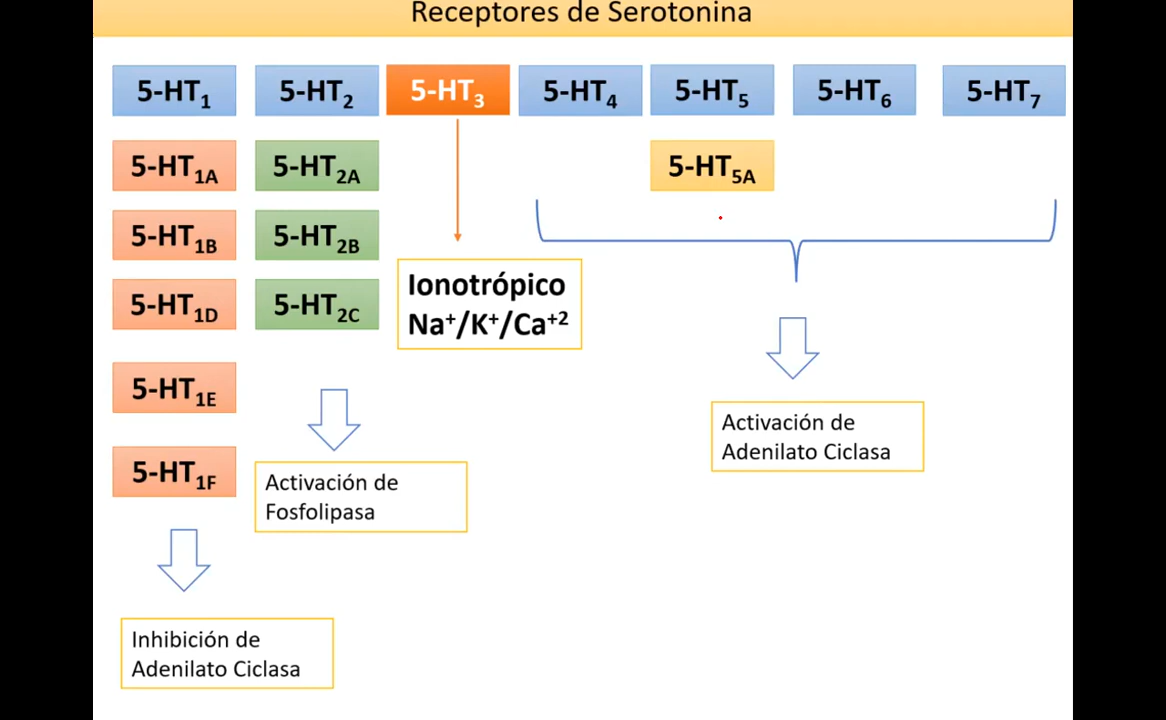 Receptores de Serotonina
5-HT1 5-HT2 5-HT3 5-HT4 5-HT5 5-HT6 5-HT7
5-HT1A 5-HT2A 5-HT5A
5-HT1B 5-HT2B
5-HT1D 5-HT2C
5-HT1E
5-HT1F
Ionotrópico
Na+/K+/Ca+2
Activación de
Adenilato Ciclasa
Activación de
Fosfolipasa
Inhibición de
Adenilato Ciclasa